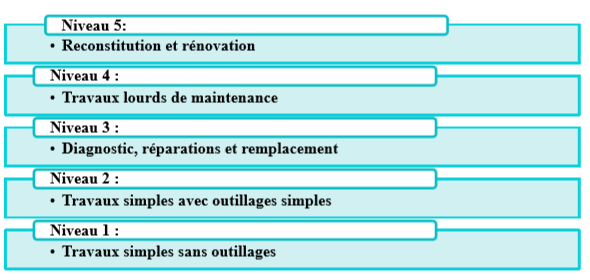 Niveau 5:
• Reconstitution et rénovation
Niveau 4 :
• Travaux lourds de maintenance
Niveau 3 :
• Diagnostic, réparations et remplacement
Niveau 2 :
• Travaux simples avec outillages simples
Niveau 1 :
• Travaux simples sans outillages